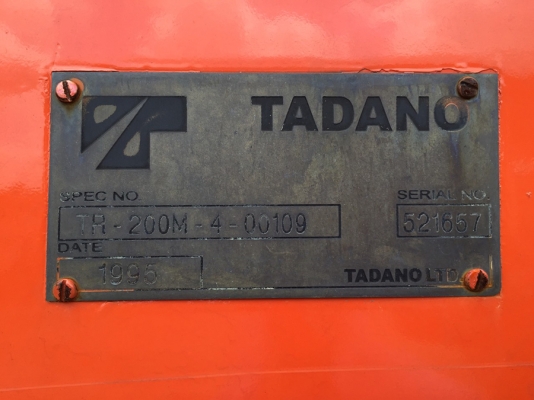 TADANO
SPEC NO. SERIAL NO.
TR-200M-4-00109 521657
DATE
1995 TADANO LTD.